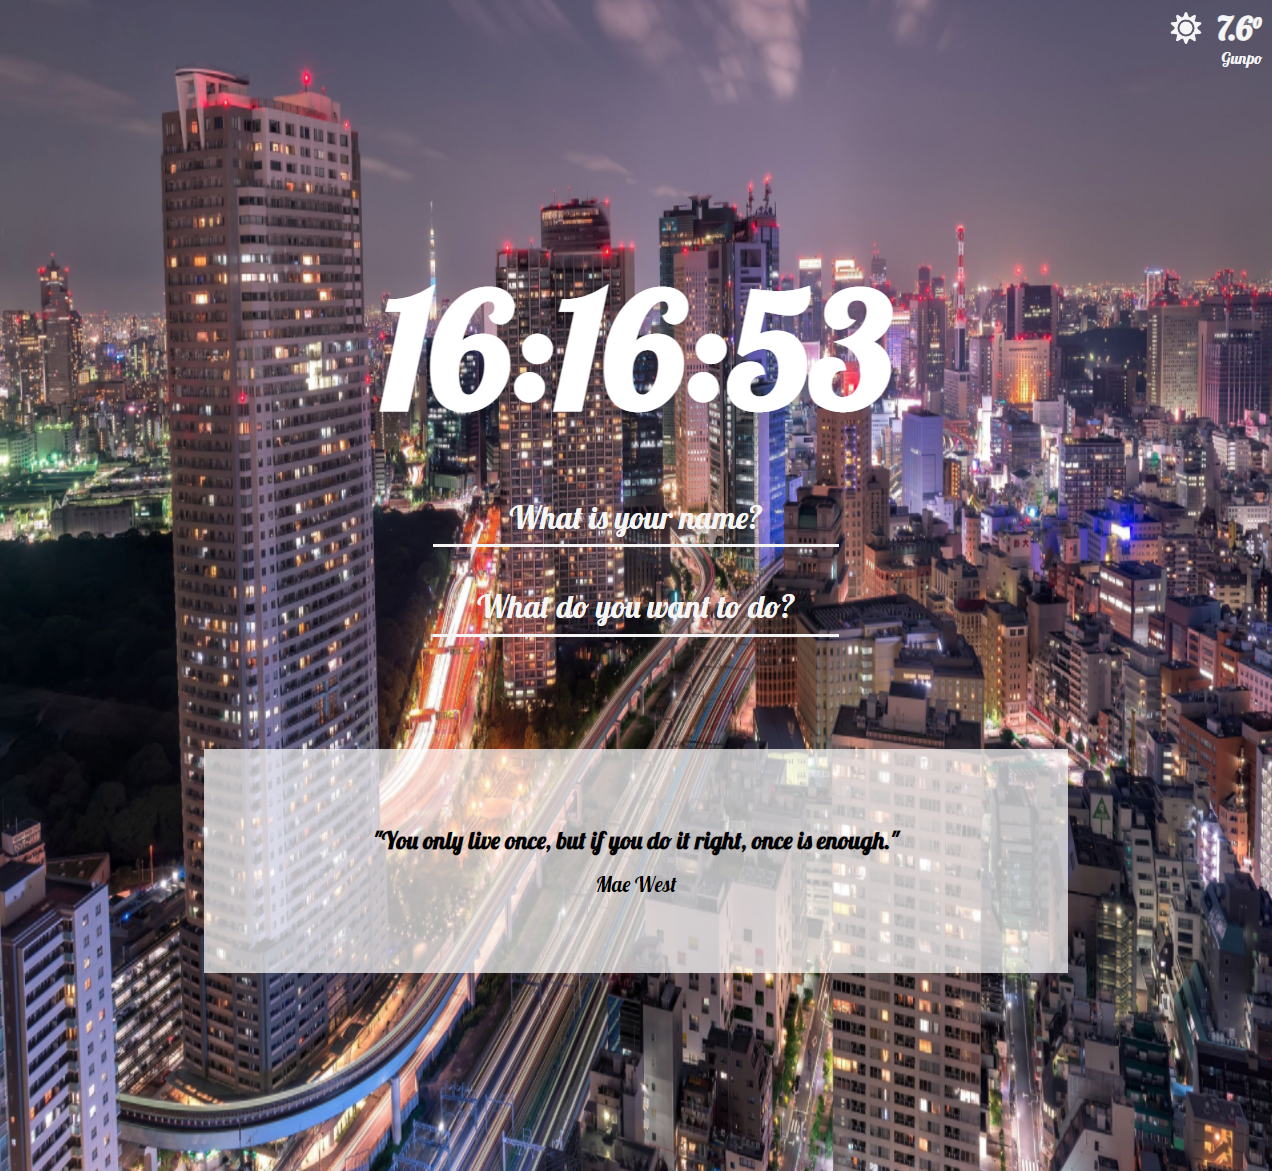 7.6º
Gunpo
16:16:53
What is your name?
What do you want to do?
"You only live once, but if you do it right, once is enough."
Mae West